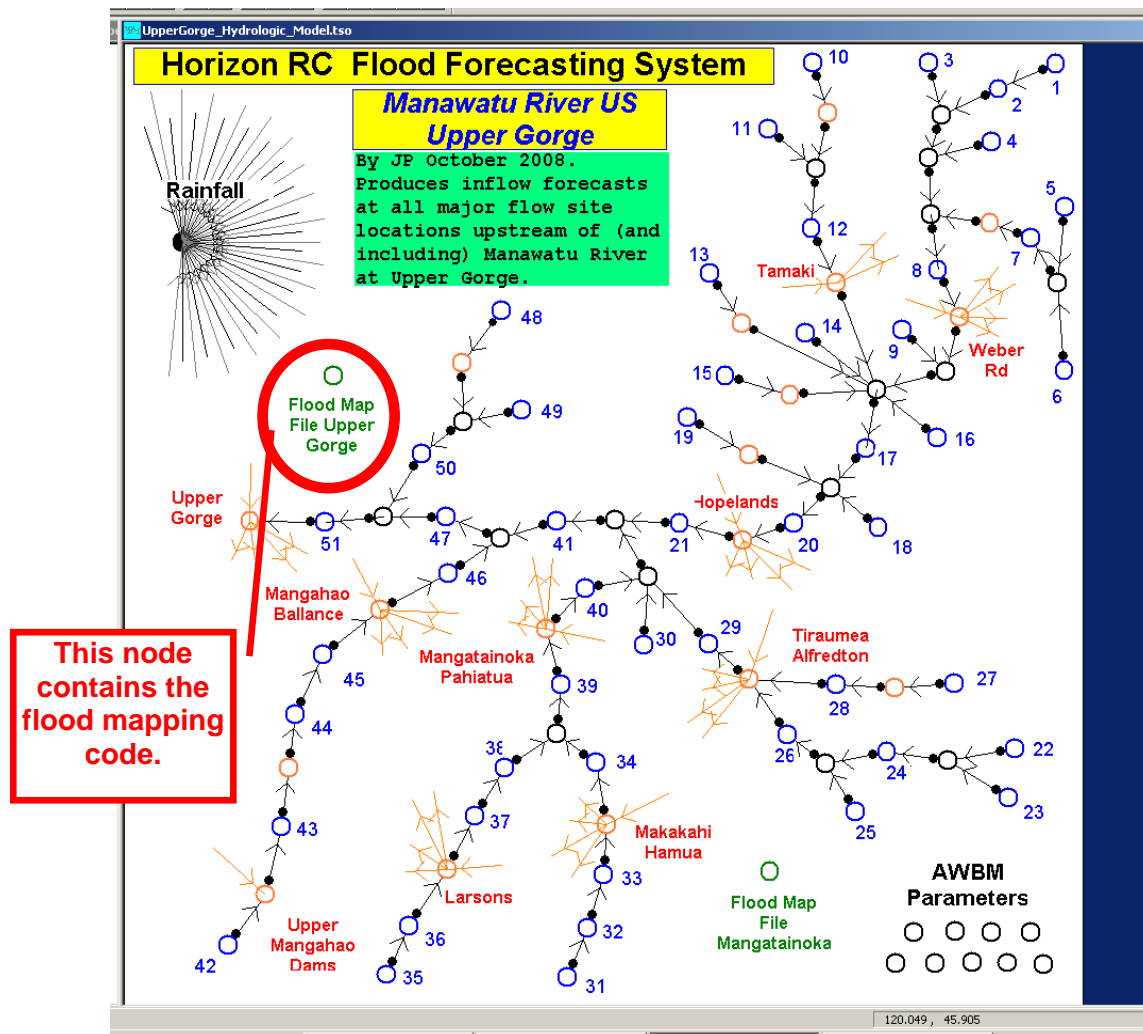 UpperGorge_Hydrologic_Model.tso
Horizon RC Flood Forecasting System
Manawatu River US
Upper Gorge
By JP October 2008.
Produces inflow forecasts
at all major flow site
locations upstream of (and
including) Manawatu River
at Upper Gorge.
Rainfall
10
3
1
2
11
4
5
12
7
8
Tamaki
13
14
9
Weber
Rd
48
15
6
6
Flood Map
File Upper
Gorge
49
19
16
17
50
Upper
Gorge
Hopelands
51
47
41
21
20
18
46
Mangahao
Ballance
40
30
29
Tiraumea
Alfredton
Mangatainoka
Pahiatua
This node
contains the
flood mapping
code.
45
39
28
27
44
38
34
26
24
22
23
25
43
37
Makakahi
Hamua
Larsons
33
Flood Map
File
Mangatainoka
AWBM
Parameters
Upper
Mangahao
Dams
42
36
32
35
31
120.049 , 45.905